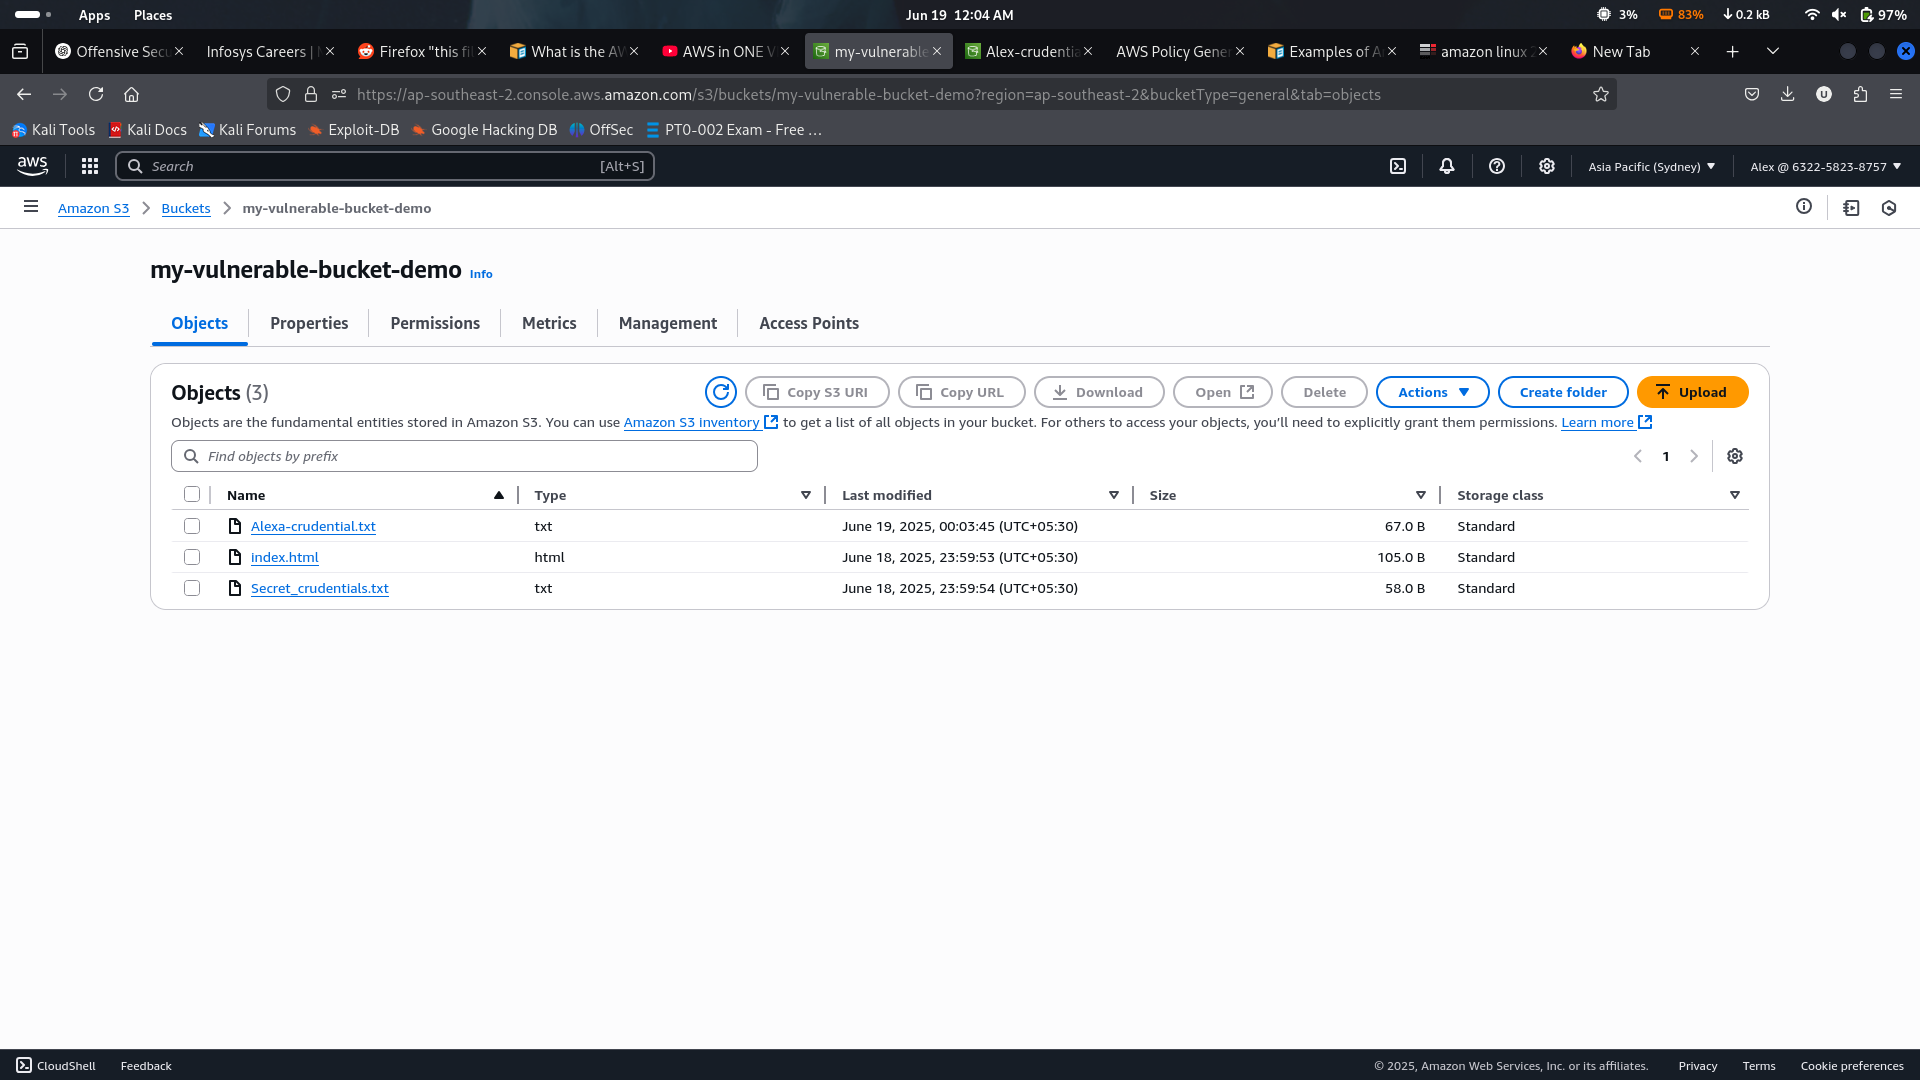 Apps Places Jun 19 12:04 AM 3% 83% 0.2 kB 97%
Offensive Secu Infosys Careers | Firefox "this fil What is the AW AWS in ONE V my-vulnerable Alex-crudentia AWS Policy Gener Examples of A amazon linux 2 New Tab
https://ap-southeast-2.console.aws.amazon.com/s3/buckets/my-vulnerable-bucket-demo?region=ap-southeast-2&bucketType=general&tab=objects U
Kali Tools Kali Docs Kali Forums Exploit-DB Google Hacking DB OffSec PT0-002 Exam - Free …
aws Search [Alt+S] Asia Pacific (Sydney) Alex @ 6322-5823-8757
Amazon S3 Buckets my-vulnerable-bucket-demo
my-vulnerable-bucket-demo Info
Objects Properties Permissions Metrics Management Access Points
Objects (3) Copy S3 URI Copy URL Download Open Delete Actions Create folder Upload
Objects are the fundamental entities stored in Amazon S3. You can use Amazon S3 inventory to get a list of all objects in your bucket. For others to access your objects, you'll need to explicitly grant them permissions. Learn more
Find objects by prefix 1
Name Type Last modified Size Storage class
Alexa-crudential.txt txt June 19, 2025, 00:03:45 (UTC+05:30) 67.0 B Standard
index.html html June 18, 2025, 23:59:53 (UTC+05:30) 105.0 B Standard
Secret_crudentials.txt txt June 18, 2025, 23:59:54 (UTC+05:30) 58.0 B Standard
CloudShell Feedback © 2025, Amazon Web Services, Inc. or its affiliates. Privacy Terms Cookie preferences